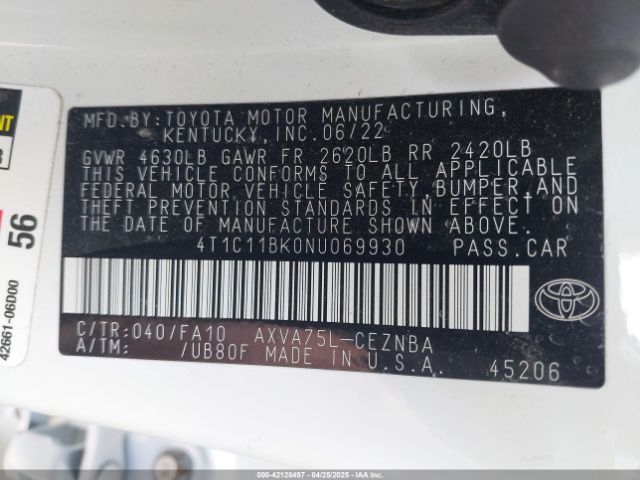 MFD.BY:TOYOTA MOTOR MANUFACTURING,
KENTUCKY,INC.06/22
GVWR 4630LB GAWR FR 2620LB RR 2420LB
THIS VEHICLE CONFORMS TO ALL APPLICABLE
FEDERAL MOTOR VEHICLE SAFETY,BUMPER,AND
THEFT PREVENTION STANDARDS IN EFFECT ON
THE DATE OF MANUFACTURE SHOWN ABOVE.
4T1C11BK0NU069930 PASS.CAR
C/TR:040/FA10 AXVA75L-CEZNBA
A/TM: /UB80F MADE IN U.S.A. 45206
56
42661-06D00
000-42128497 - 04/25/2025 - COPYRIGHT IAA, LLC.